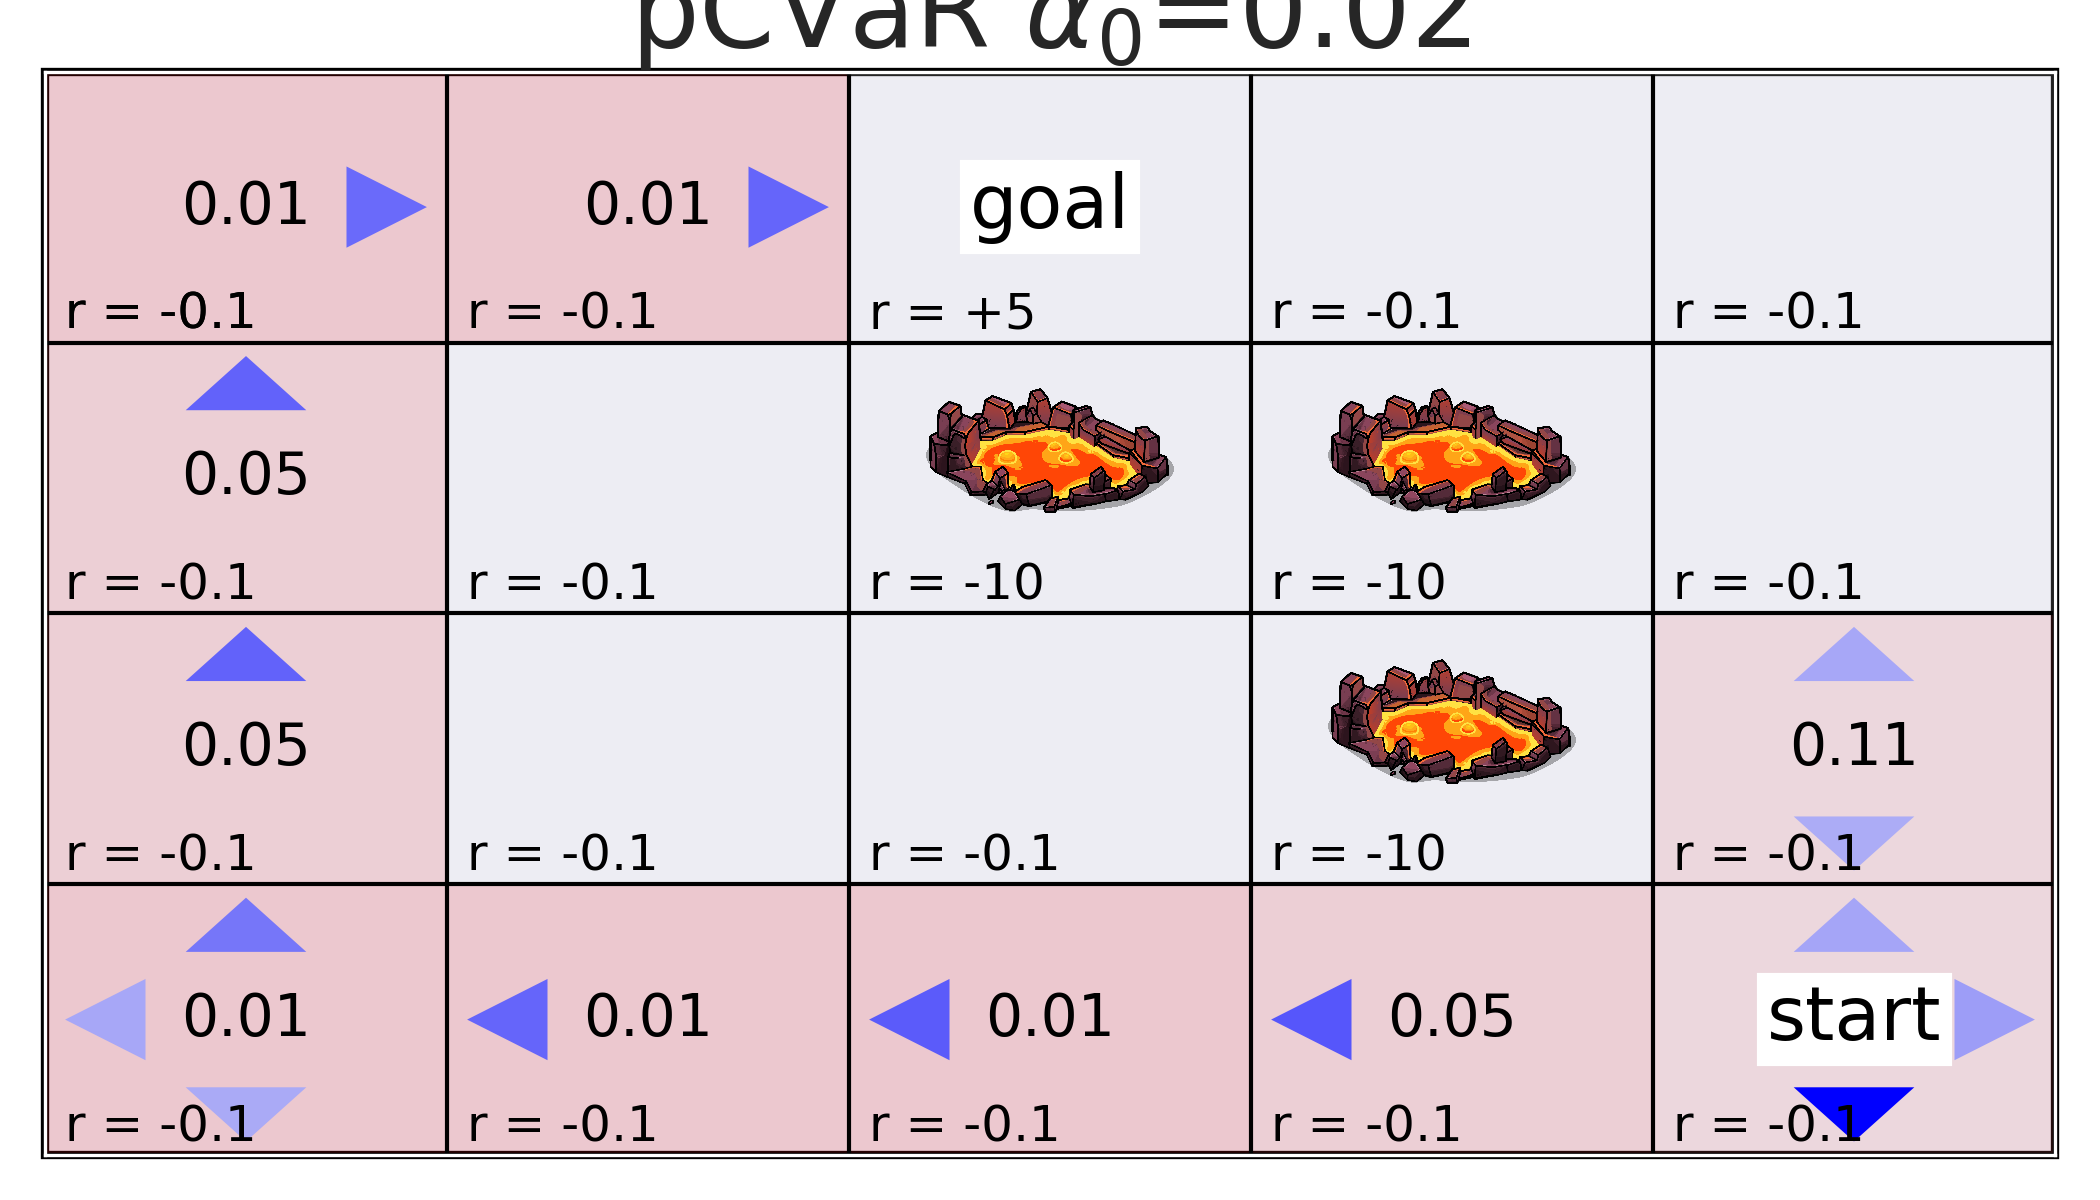 pCVaR α₀=0.02
0.01 0.01 goal
r = -0.1 r = -0.1 r = +5 r = -0.1 r = -0.1
0.05
r = -0.1 r = -0.1 r = -10 r = -10 r = -0.1
0.05 0.11
r = -0.1 r = -0.1 r = -0.1 r = -10 r = -0.1
0.01 0.01 0.01 0.05 start
r = -0.1 r = -0.1 r = -0.1 r = -0.1 r = -0.1